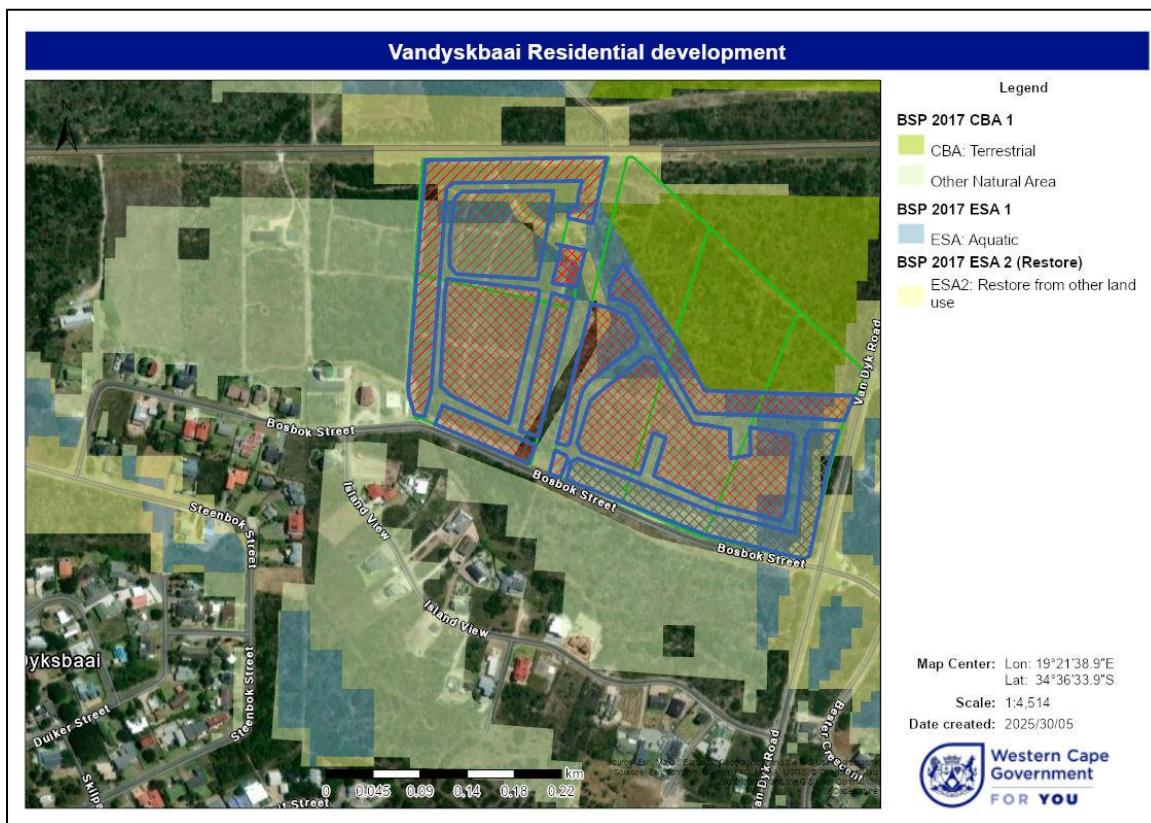 Vandyskbaai Residential development
N
Legend
BSP 2017 CBA 1
CBA: Terrestrial
Other Natural Area
BSP 2017 ESA 1
ESA: Aquatic
BSP 2017 ESA 2 (Restore)
ESA2: Restore from other land
use
Van Dyk Road
Bosbok Street
Bosbok Street
Bosbok Street
Steenbok Street
Island View
Island View
Steenbok Street
Duiker Street
Van Dyk Road
Bester Crescent
km
0 0.045 0.09 0.14 0.18 0.22
Map Center: Lon: 19°21'38.9"E
Lat: 34°36'33.9"S
Scale: 1:4,514
Date created: 2025/30/05
Western Cape
Government
FOR YOU